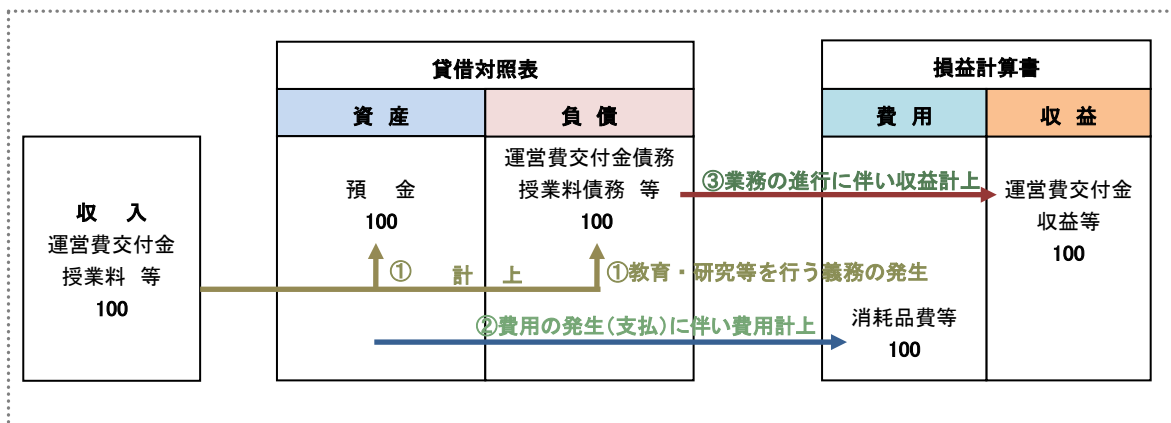 貸借対照表
損益計算書
資 産
負 債
費 用
収 益
収 入
運営費交付金
授業料 等
100
預 金
100
運営費交付金債務
授業料債務 等
100
③業務の進行に伴い収益計上
運営費交付金
収益等
100
① 計 上
①教育・研究等を行う義務の発生
②費用の発生(支払)に伴い費用計上
消耗品費等
100